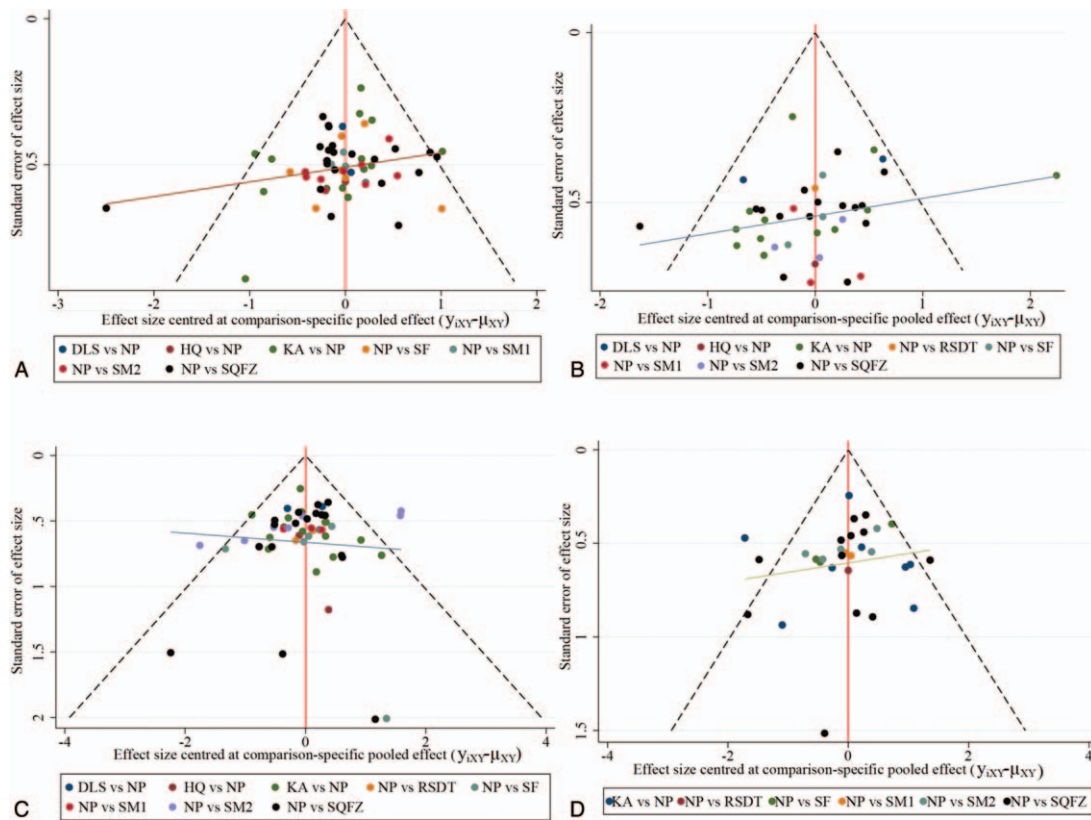 0
0.5
Standard error of effect size
-3
-2
-1
0
1
2
Effect size centred at comparison-specific pooled effect (yiXY-μXY)
DLS vs NP HQ vs NP KA vs NP NP vs SF NP vs SM1
NP vs SM2 NP vs SQFZ
A
0
0.5
Standard error of effect size
-2
-1
0
1
2
Effect size centred at comparison-specific pooled effect (yiXY-μXY)
DLS vs NP HQ vs NP KA vs NP NP vs RSDT NP vs SF
NP vs SM1 NP vs SM2 NP vs SQFZ
B
0
.5
1
1.5
2
Standard error of effect size
-4
-2
0
2
4
Effect size centred at comparison-specific pooled effect (yiXY-μXY)
DLS vs NP HQ vs NP KA vs NP NP vs RSDT NP vs SF
NP vs SM1 NP vs SM2 NP vs SQFZ
C
0
0.5
1
1.5
Standard error of effect size
-4
-2
0
2
4
Effect size centred at comparison-specific pooled effect (yiXY-μXY)
KA vs NP NP vs RSDT NP vs SF NP vs SM1 NP vs SM2 NP vs SQFZ
D